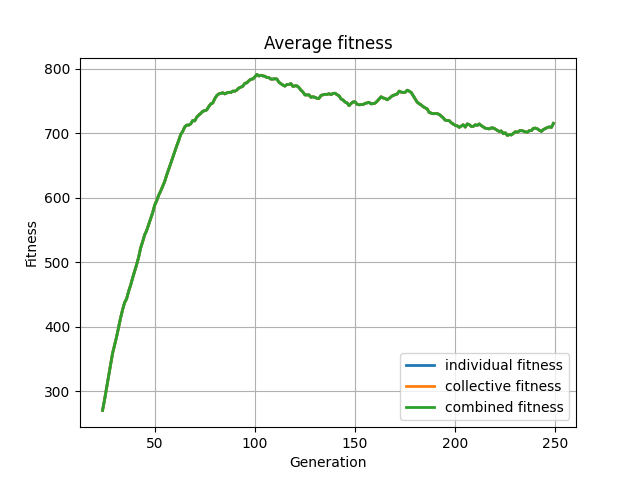 Average fitness
800
700
600
500
400
300
Fitness
50
100
150
200
250
Generation
individual fitness
collective fitness
combined fitness